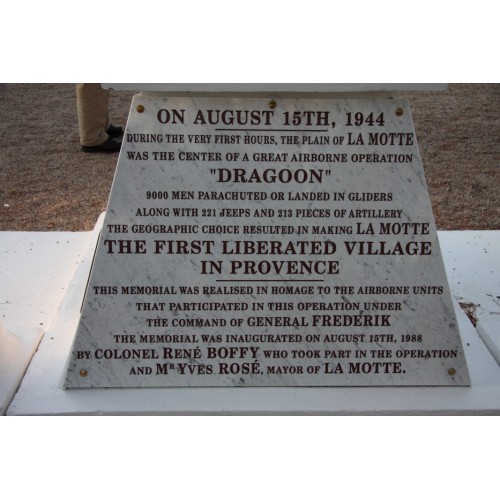 ON AUGUST 15TH, 1944
DURING THE VERY FIRST HOURS, THE PLAIN OF LA MOTTE
WAS THE CENTER OF A GREAT AIRBORNE OPERATION
"DRAGOON"
9000 MEN PARACHUTED OR LANDED IN GLIDERS
ALONG WITH 221 JEEPS AND 213 PIECES OF ARTILLERY
THE GEOGRAPHIC CHOICE RESULTED IN MAKING LA MOTTE
THE FIRST LIBERATED VILLAGE
IN PROVENCE
THIS MEMORIAL WAS REALISED IN HOMAGE TO THE AIRBORNE UNITS
THAT PARTICIPATED IN THIS OPERATION UNDER
THE COMMAND OF GENERAL FREDERIK
THE MEMORIAL WAS INAUGURATED ON AUGUST 15TH, 1988
BY COLONEL RENÉ BOFFY WHO TOOK PART IN THE OPERATION
AND MR YVES ROSÉ, MAYOR OF LA MOTTE.